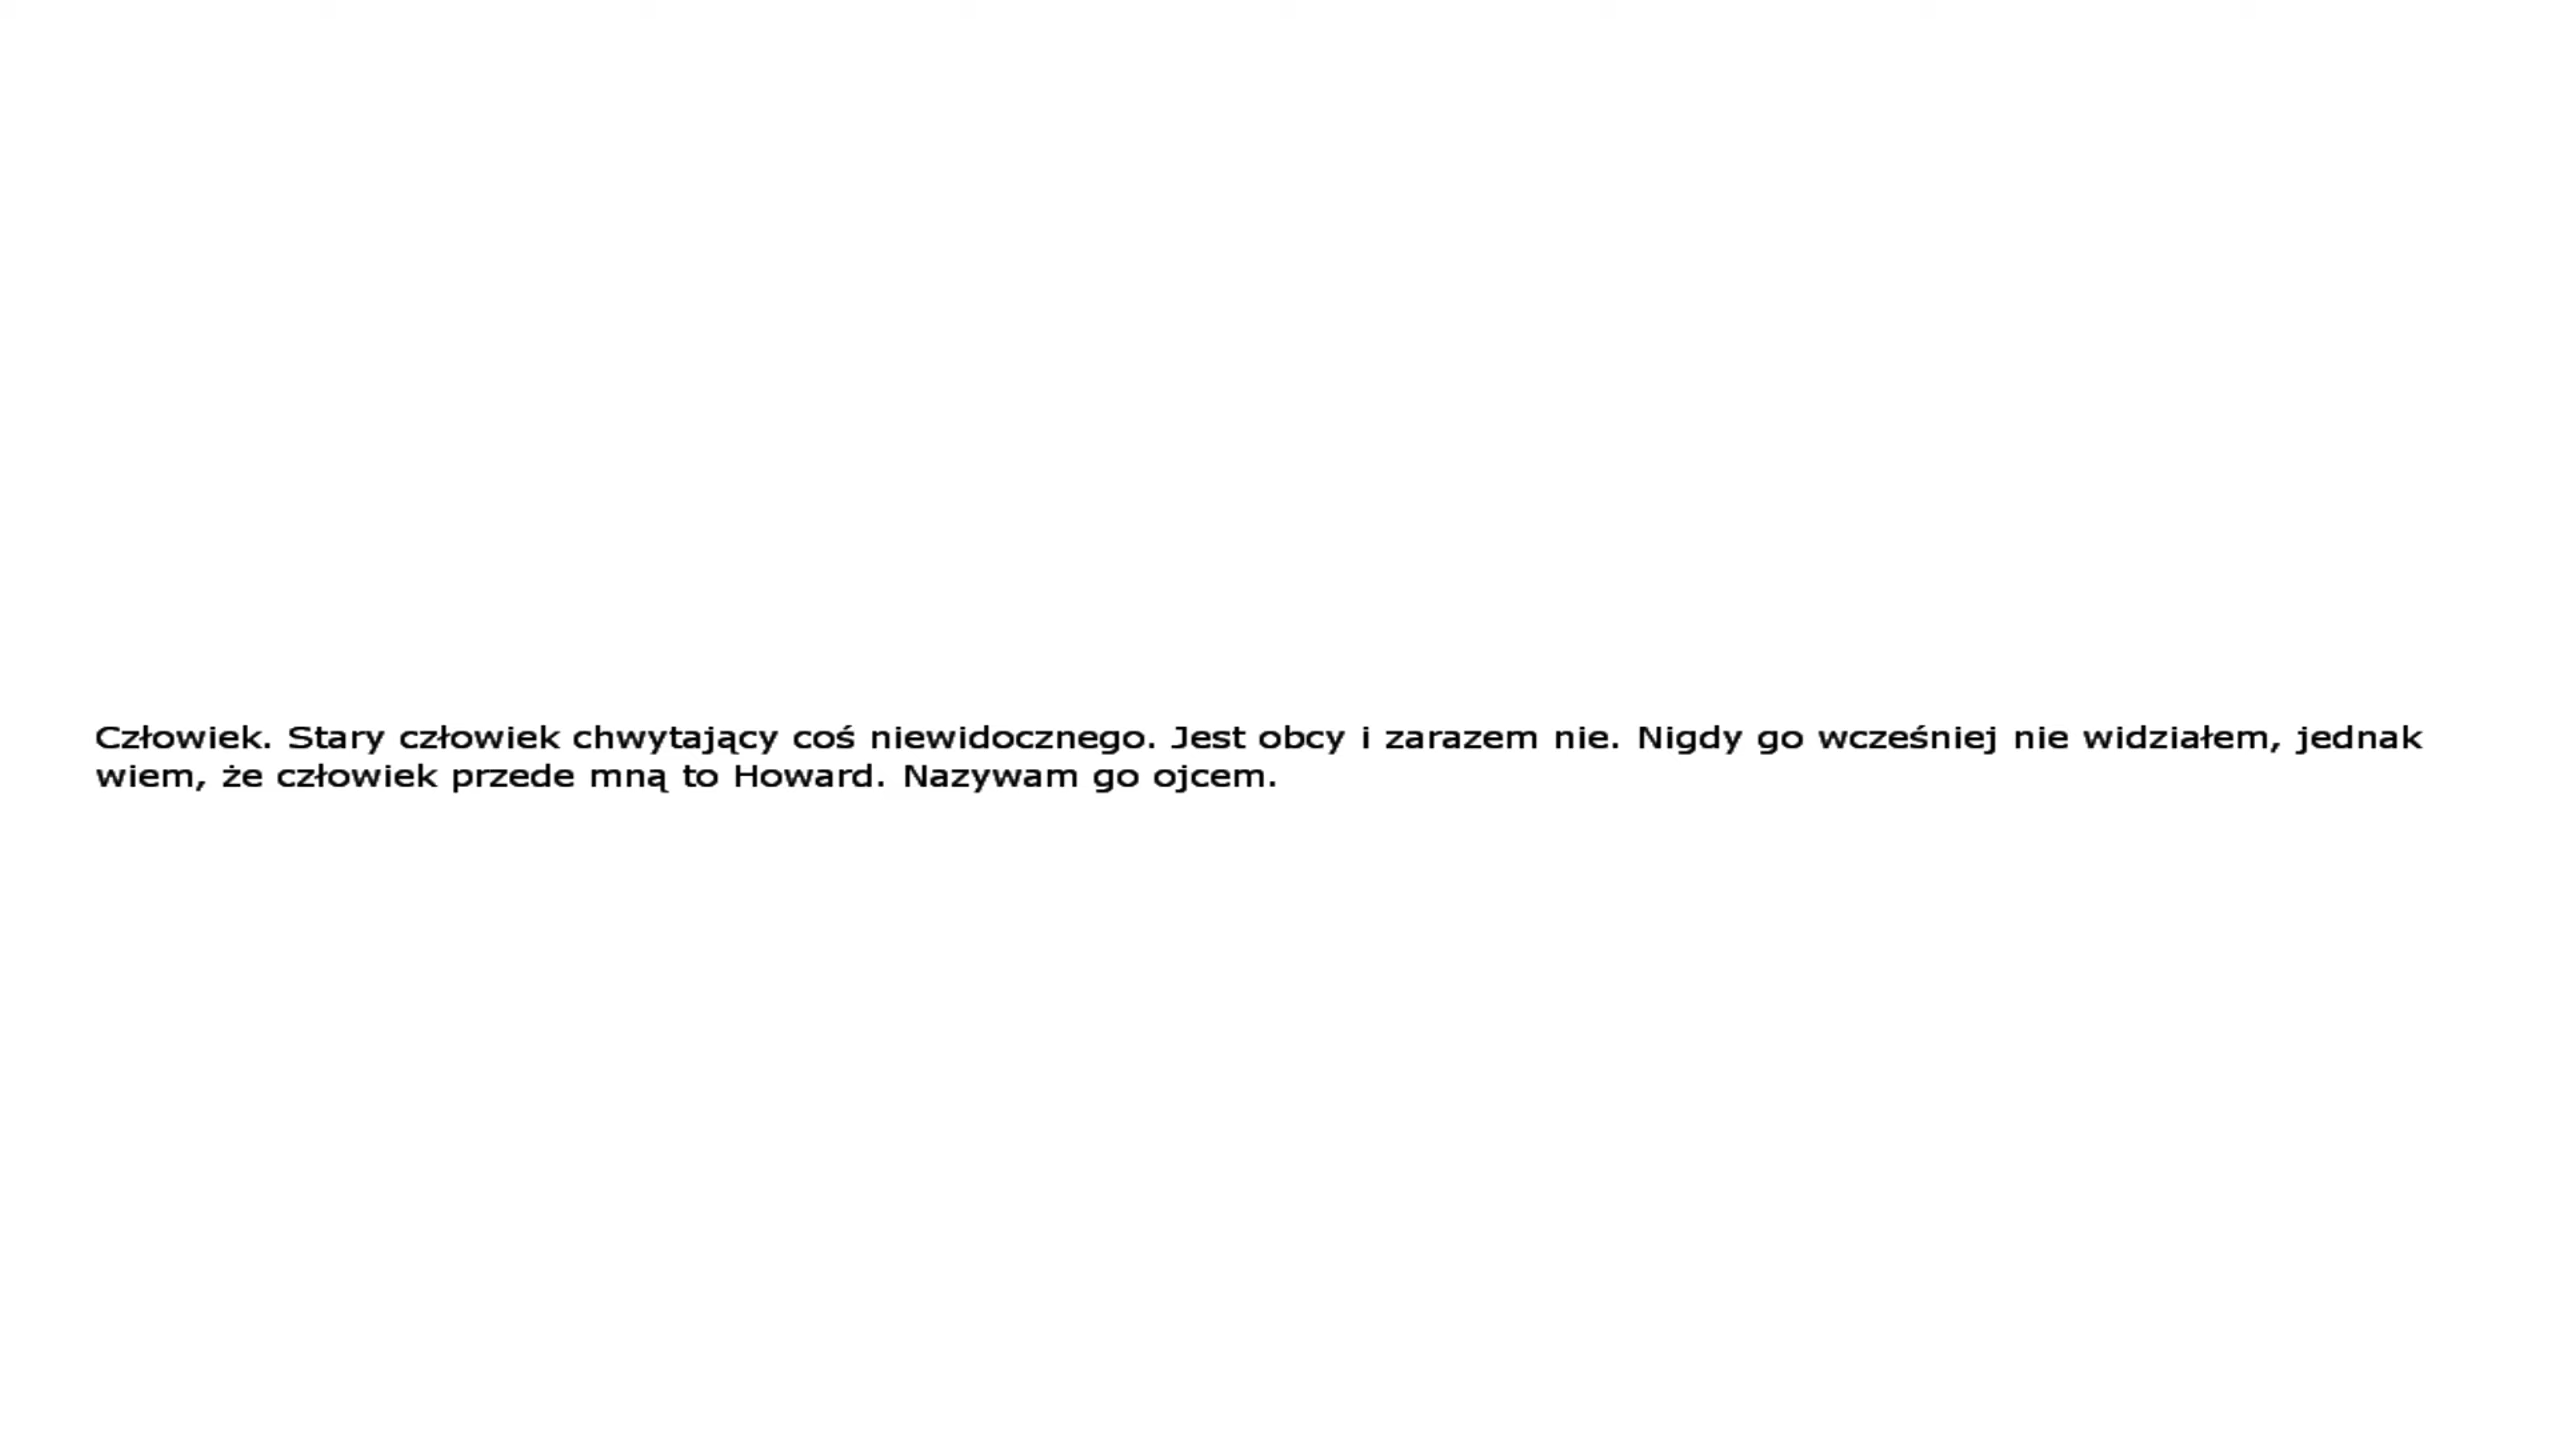 Człowiek. Stary człowiek chwytający coś niewidocznego. Jest obcy i zarazem nie. Nigdy go wcześniej nie widziałem, jednak
wiem, że człowiek przede mną to Howard. Nazywam go ojcem.